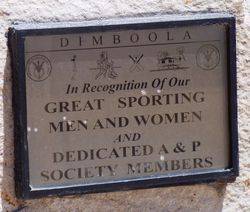 DIMBOOLA
In Recognition Of Our
GREAT SPORTING
MEN AND WOMEN
AND
DEDICATED A & P
SOCIETY MEMBERS